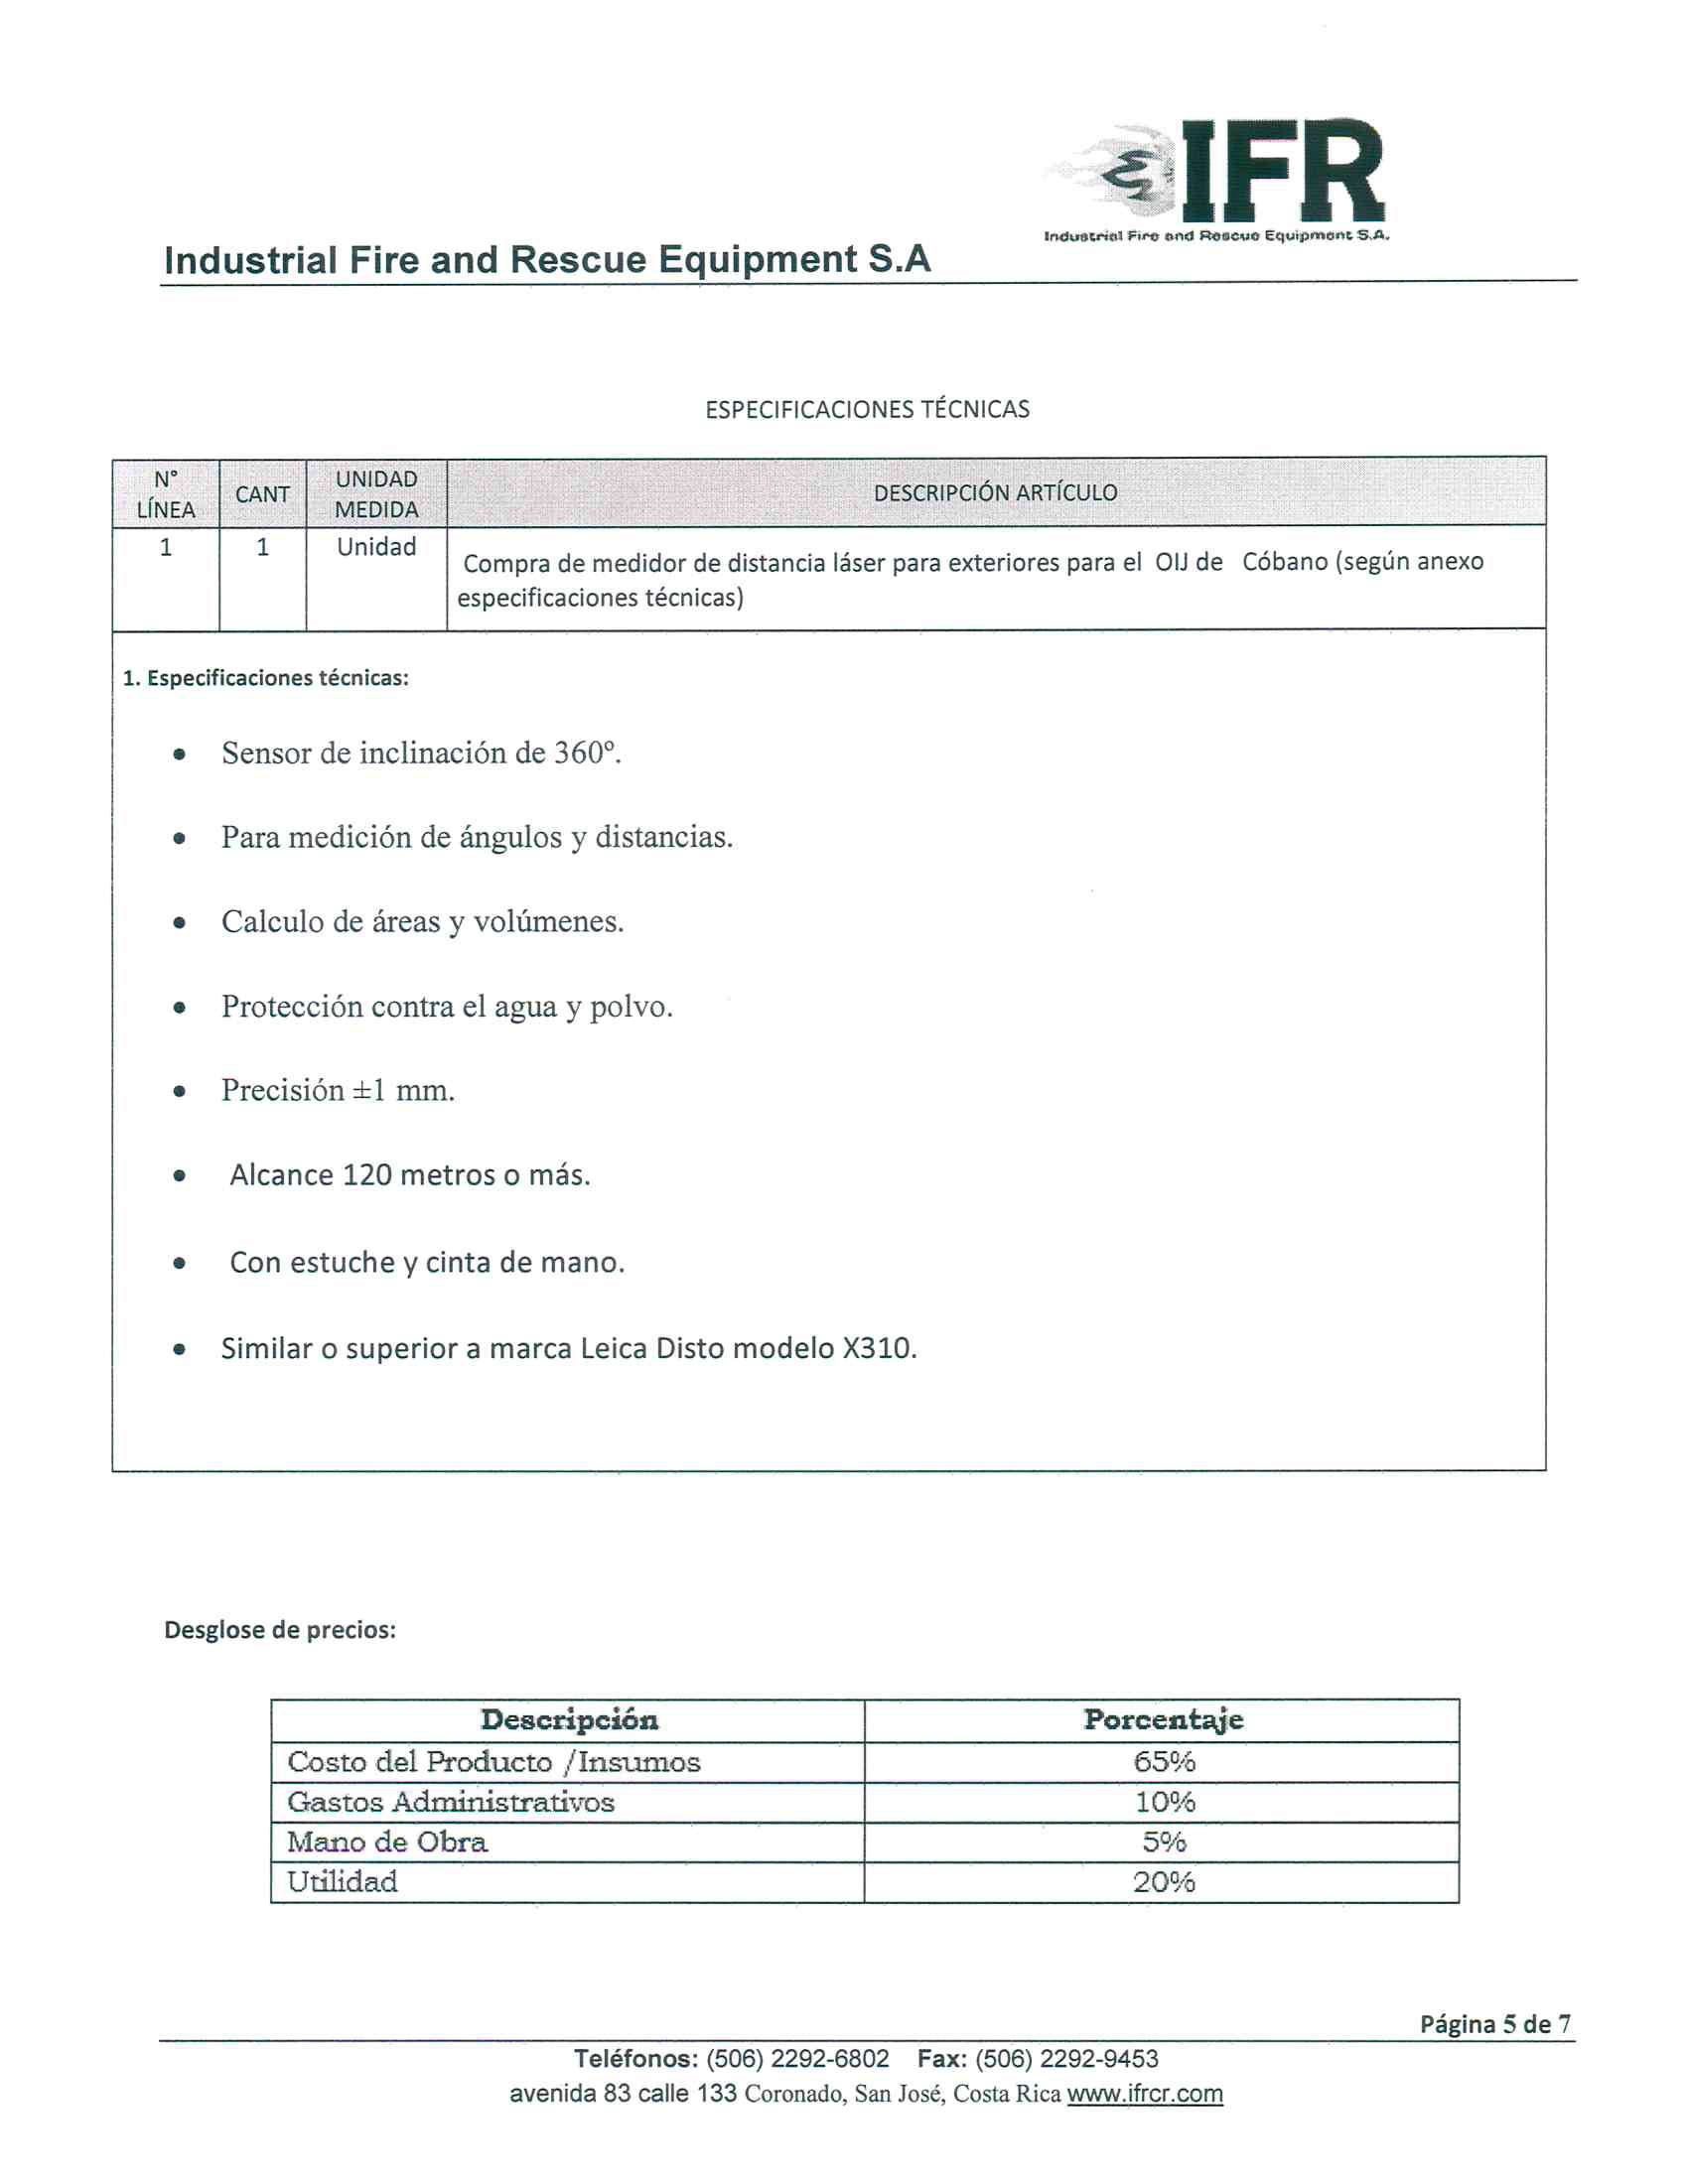 IFR
Industrial Fire and Rescue Equipment S.A.
Industrial Fire and Rescue Equipment S.A
ESPECIFICACIONES TÉCNICAS
N° LÍNEA CANT UNIDAD MEDIDA DESCRIPCIÓN ARTÍCULO
1 1 Unidad Compra de medidor de distancia láser para exteriores para el OIJ de Cóbano (según anexo
especificaciones técnicas)
1. Especificaciones técnicas:
• Sensor de inclinación de 360º.
• Para medición de ángulos y distancias.
• Calculo de áreas y volúmenes.
• Protección contra el agua y polvo.
• Precisión ±1 mm.
• Alcance 120 metros o más.
• Con estuche y cinta de mano.
• Similar o superior a marca Leica Disto modelo X310.
Desglose de precios:
Descripción Porcentaje
Costo del Producto /Insumos 65%
Gastos Administrativos 10%
Mano de Obra 5%
Utilidad 20%
Página 5 de 7
Teléfonos: (506) 2292-6802 Fax: (506) 2292-9453
avenida 83 calle 133 Coronado, San José, Costa Rica www.ifrcr.com